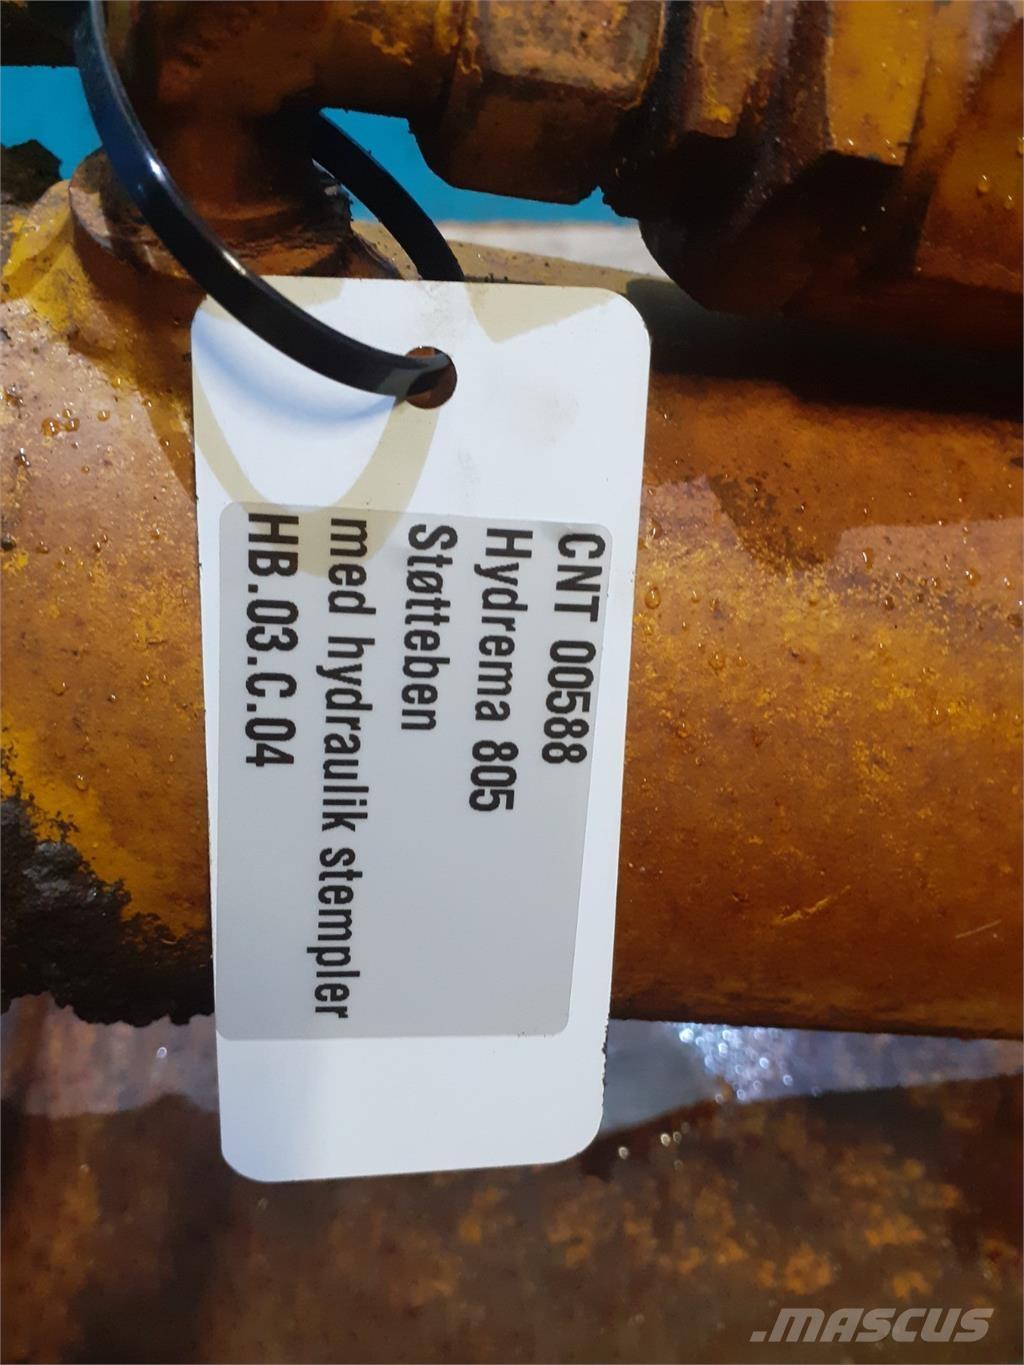 CNT 00588
Hydrema 805
Støtteben
med hydraulik stempler
HB.03.C.04
.MASCUS